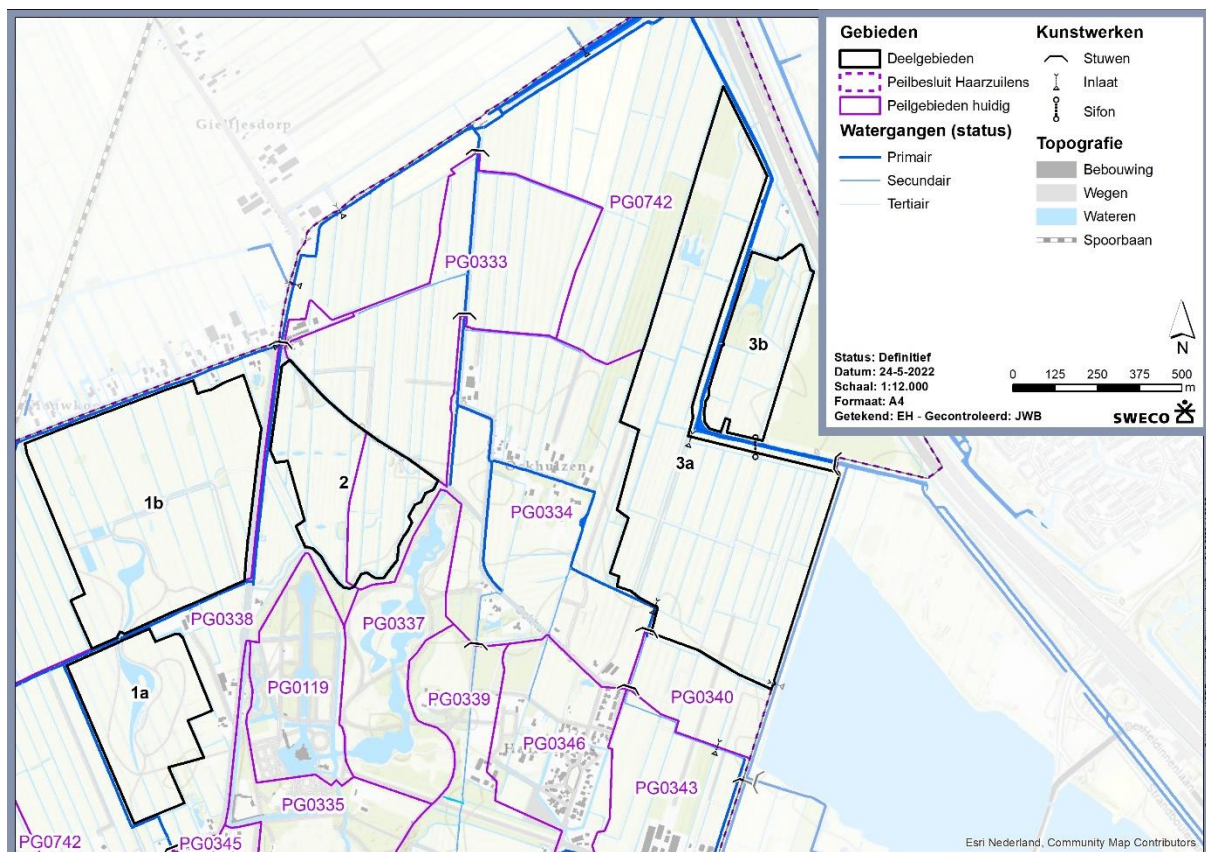 Gebieden
Deelgebieden
Peilbesluit Haarzuilens
Peilgebieden huidig
Watergangen (status)
Primair
Secundair
Tertiair
Kunstwerken
Stuwen
Inlaat
Sifon
Topografie
Bebouwing
Wegen
Wateren
Spoorbaan
N
Status: Definitief
Datum: 24-5-2022
Schaal: 1:12.000
Formaat: A4
Getekend: EH - Gecontroleerd: JWB
0 125 250 375 500
m
SWECO
PG0742
PG0333
3b
3a
1b
2
Ockhuizen
PG0334
PG0338
PG0337
1a
PG0119
PG0339
PG0340
PG0346
PG0335
PG0343
PG0742
PG0345
Esri Nederland, Community Map Contributors